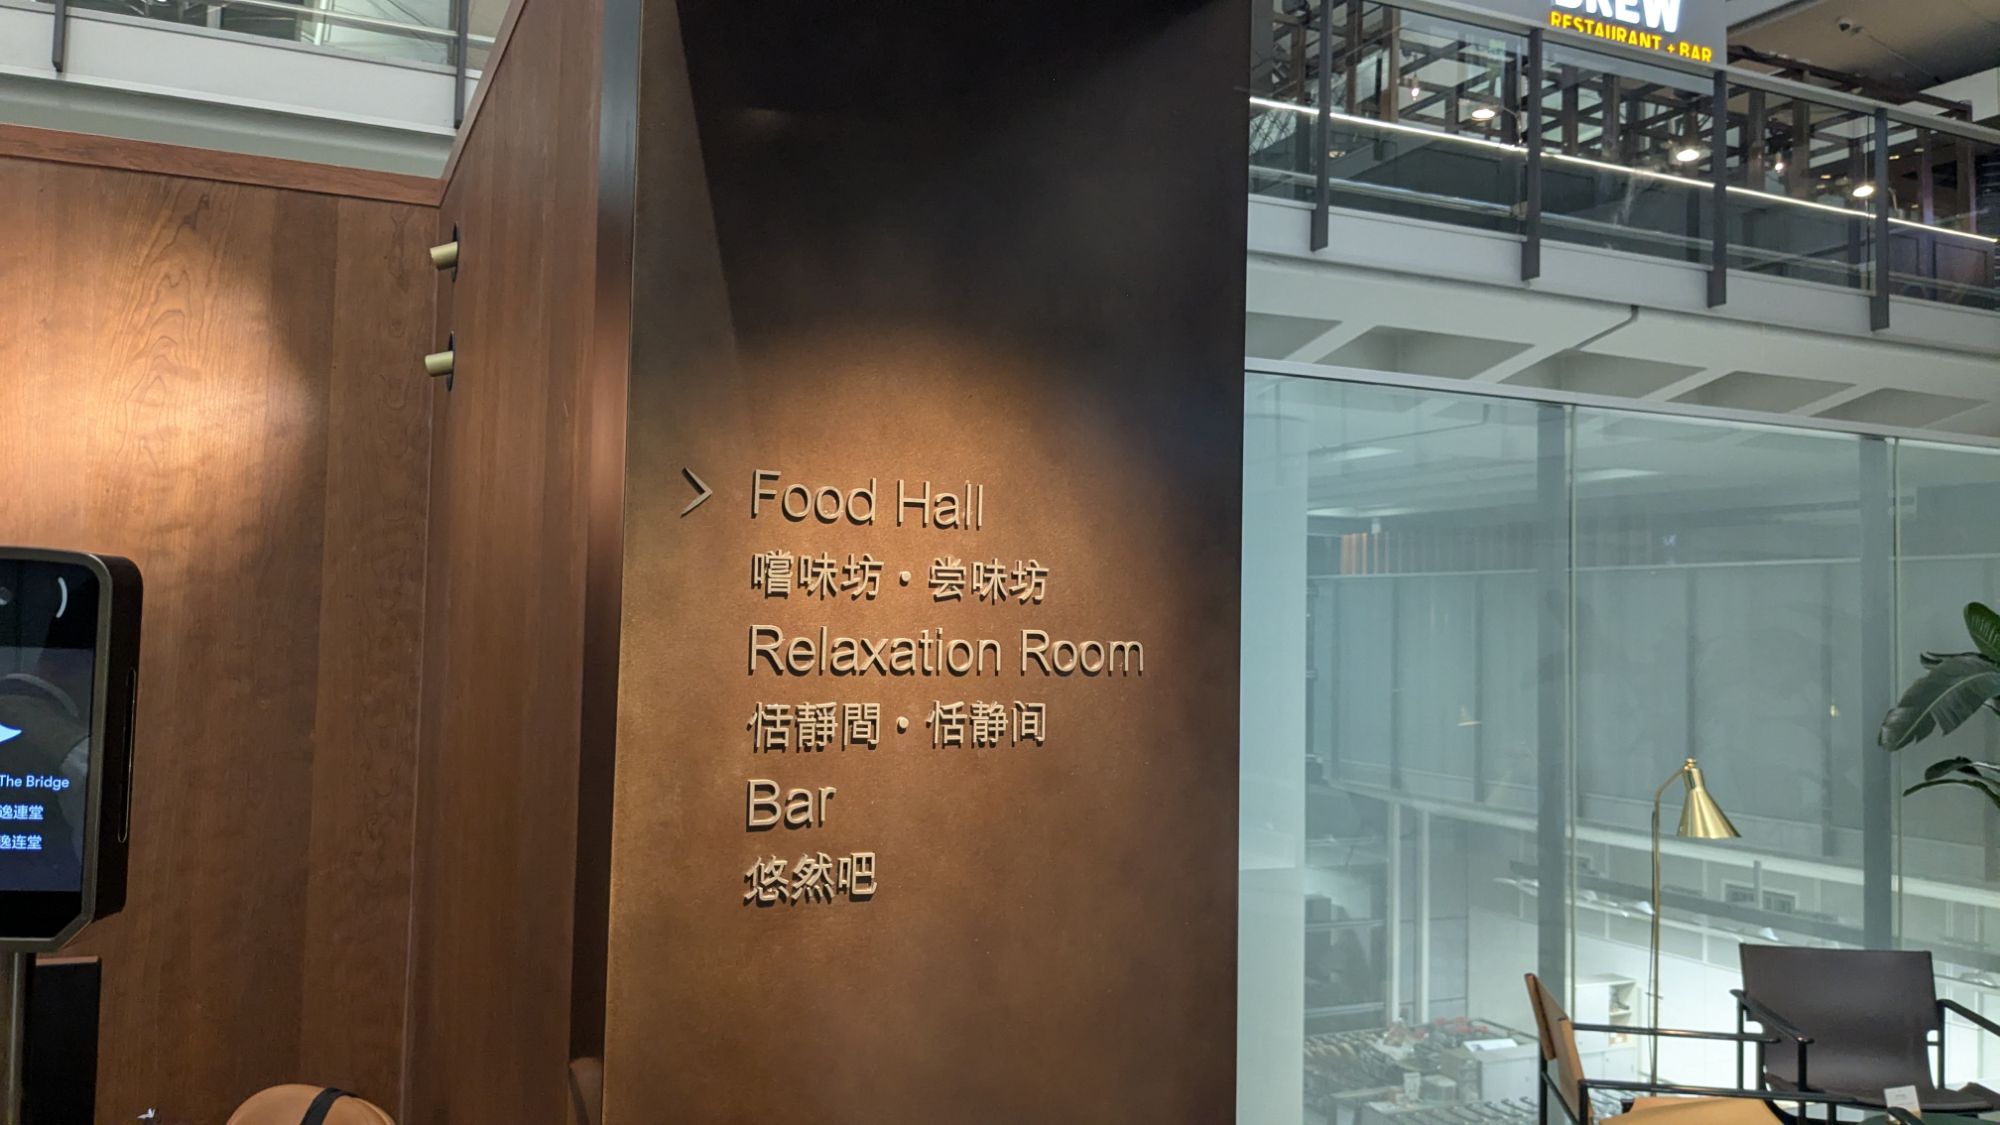 BREW
RESTAURANT + BAR
Food Hall
嚐味坊・尝味坊
Relaxation Room
恬靜間・恬静间
Bar
悠然吧
The Bridge
逸連堂
逸连堂